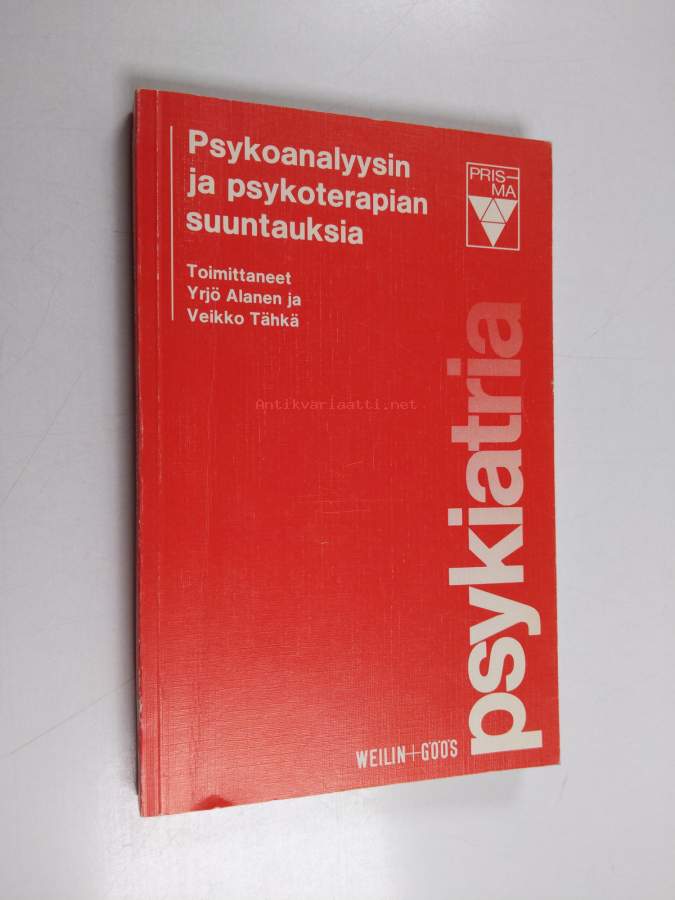 Psykoanalyysin
ja psykoterapian
suuntauksia
Toimittaneet
Yrjö Alanen ja
Veikko Tähkä
PRIS—
MA
psykiatria
Antikvariaatti.net
WEILIN+GÖÖS